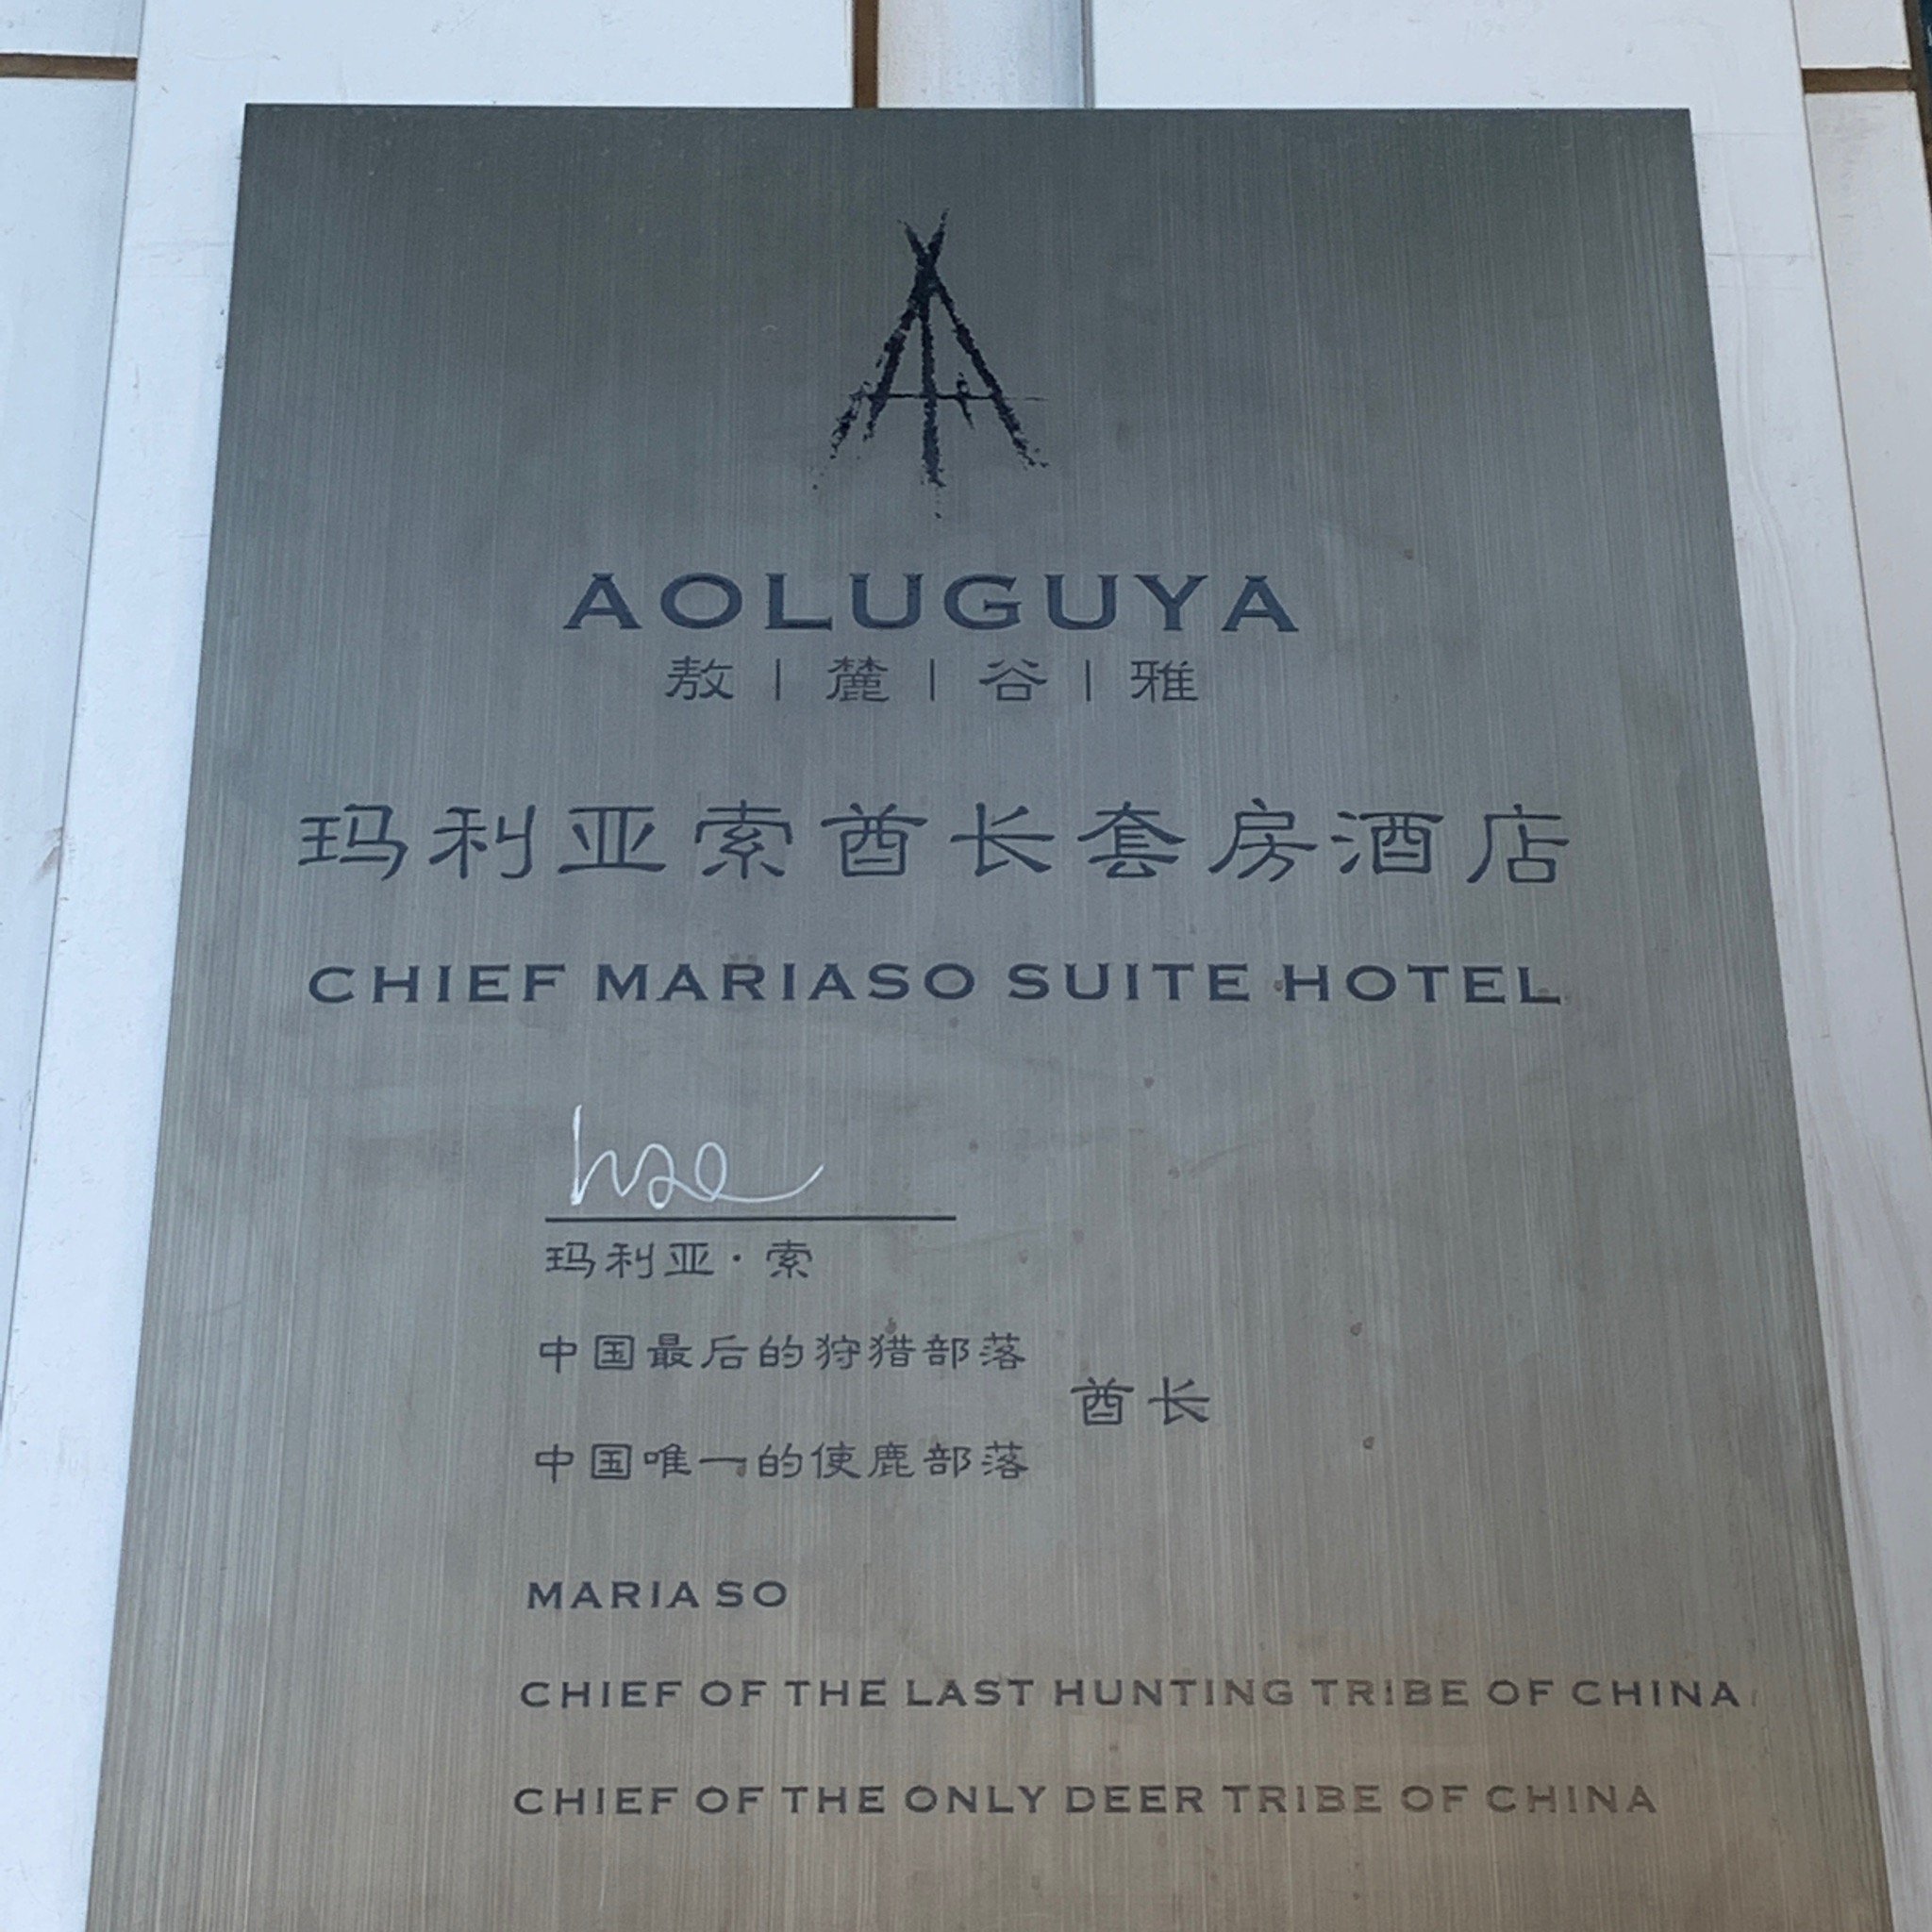 AOLUGUYA
敖|麓|谷|雅
玛利亚索酋长套房酒店
CHIEF MARIASO SUITE HOTEL
玛利亚·索
中国最后的狩猎部落
酋长
中国唯一的使鹿部落
MARIA SO
CHIEF OF THE LAST HUNTING TRIBE OF CHINA
CHIEF OF THE ONLY DEER TRIBE OF CHINA